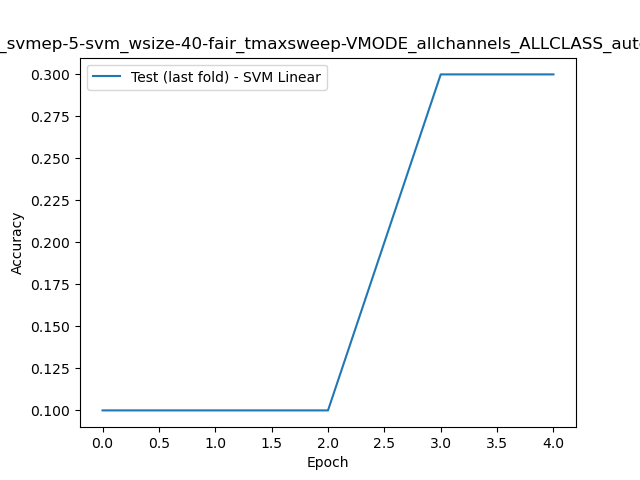 _svmep-5-svm_wsize-40-fair_tmaxsweep-VMODE_allchannels_ALLCLASS_aut
Test (last fold) - SVM Linear
0.300
0.275
0.250
0.225
0.200
0.175
0.150
0.125
0.100
Accuracy
0.0 0.5 1.0 1.5 2.0 2.5 3.0 3.5 4.0
Epoch